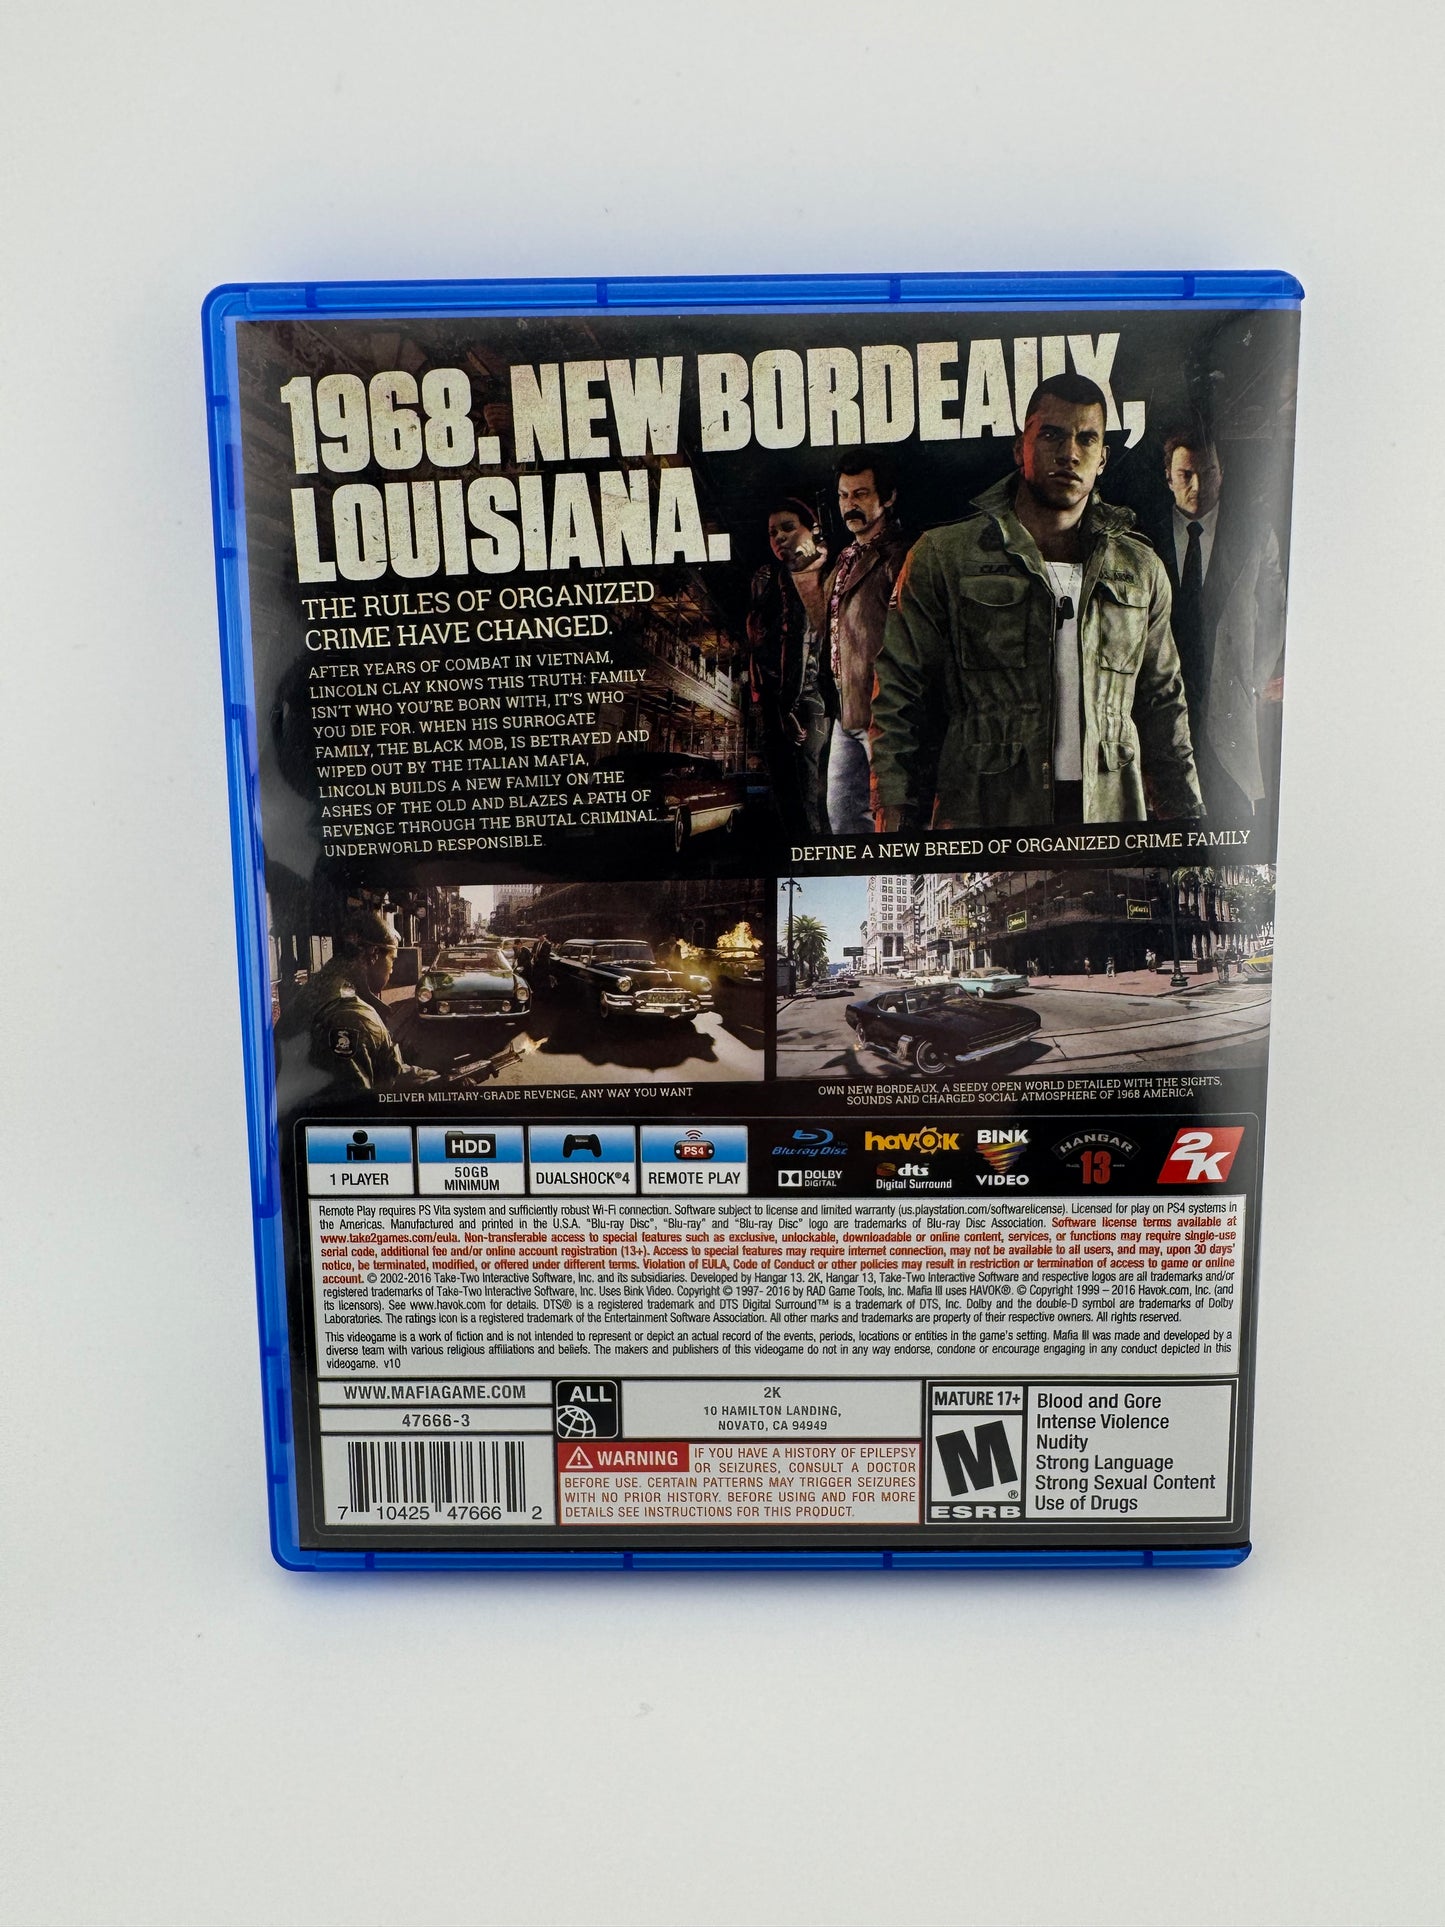 1968. NEW BORDEAUX,
LOUISIANA.
THE RULES OF ORGANIZED
CRIME HAVE CHANGED.
AFTER YEARS OF COMBAT IN VIETNAM,
LINCOLN CLAY KNOWS THIS TRUTH: FAMILY
ISN'T WHO YOU'RE BORN WITH, IT'S WHO
YOU DIE FOR. WHEN HIS SURROGATE
FAMILY, THE BLACK MOB, IS BETRAYED AND
WIPED OUT BY THE ITALIAN MAFIA,
LINCOLN BUILDS A NEW FAMILY ON THE
ASHES OF THE OLD AND BLAZES A PATH OF
REVENGE THROUGH THE BRUTAL CRIMINAL
UNDERWORLD RESPONSIBLE.
CLAY
U.S. ARMY
DEFINE A NEW BREED OF ORGANIZED CRIME FAMILY
DELIVER MILITARY-GRADE REVENGE, ANY WAY YOU WANT
OWN NEW BORDEAUX, A SEEDY OPEN WORLD DETAILED WITH THE SIGHTS,
SOUNDS AND CHARGED SOCIAL ATMOSPHERE OF 1968 AMERICA
1 PLAYER
HDD
50GB
MINIMUM
DUALSHOCK®4
PS4
REMOTE PLAY
Blu-ray Disc
DOLBY
DIGITAL
havok
dts
Digital Surround
BINK
VIDEO
HANGAR
13
2K
Remote Play requires PS Vita system and sufficiently robust Wi-Fi connection. Software subject to license and limited warranty (us.playstation.com/softwarelicense). Licensed for play on PS4 systems in
the Americas. Manufactured and printed in the U.S.A. "Blu-ray Disc", "Blu-ray" and "Blu-ray Disc" logo are trademarks of Blu-ray Disc Association. Software license terms available at
www.take2games.com/eula. Non-transferable access to special features such as exclusive, unlockable, downloadable or online content, services, or functions may require single-use
serial code, additional fee and/or online account registration (13+). Access to special features may require internet connection, may not be available to all users, and may, upon 30 days'
notice, be terminated, modified, or offered under different terms. Violation of EULA, Code of Conduct or other policies may result in restriction or termination of access to game or online
account. © 2002-2016 Take-Two Interactive Software, Inc. and its subsidiaries. Developed by Hangar 13. 2K, Hangar 13, Take-Two Interactive Software and respective logos are all trademarks and/or
registered trademarks of Take-Two Interactive Software, Inc. Uses Bink Video. Copyright © 1997- 2016 by RAD Game Tools, Inc. Mafia III uses HAVOK®. © Copyright 1999 – 2016 Havok.com, Inc. (and
its licensors). See www.havok.com for details. DTS® is a registered trademark and DTS Digital Surround™ is a trademark of DTS, Inc. Dolby and the double-D symbol are trademarks of Dolby
Laboratories. The ratings icon is a registered trademark of the Entertainment Software Association. All other marks and trademarks are property of their respective owners. All rights reserved.
This videogame is a work of fiction and is not intended to represent or depict an actual record of the events, periods, locations or entities in the game's setting. Mafia III was made and developed by a
diverse team with various religious affiliations and beliefs. The makers and publishers of this videogame do not in any way endorse, condone or encourage engaging in any conduct depicted in this
videogame. v10
WWW.MAFIAGAME.COM
47666-3
7 10425 47666 2
ALL
2K
10 HAMILTON LANDING,
NOVATO, CA 94949
WARNING IF YOU HAVE A HISTORY OF EPILEPSY
OR SEIZURES, CONSULT A DOCTOR
BEFORE USE. CERTAIN PATTERNS MAY TRIGGER SEIZURES
WITH NO PRIOR HISTORY. BEFORE USING AND FOR MORE
DETAILS SEE INSTRUCTIONS FOR THIS PRODUCT.
MATURE 17+
M
®
ESRB
Blood and Gore
Intense Violence
Nudity
Strong Language
Strong Sexual Content
Use of Drugs